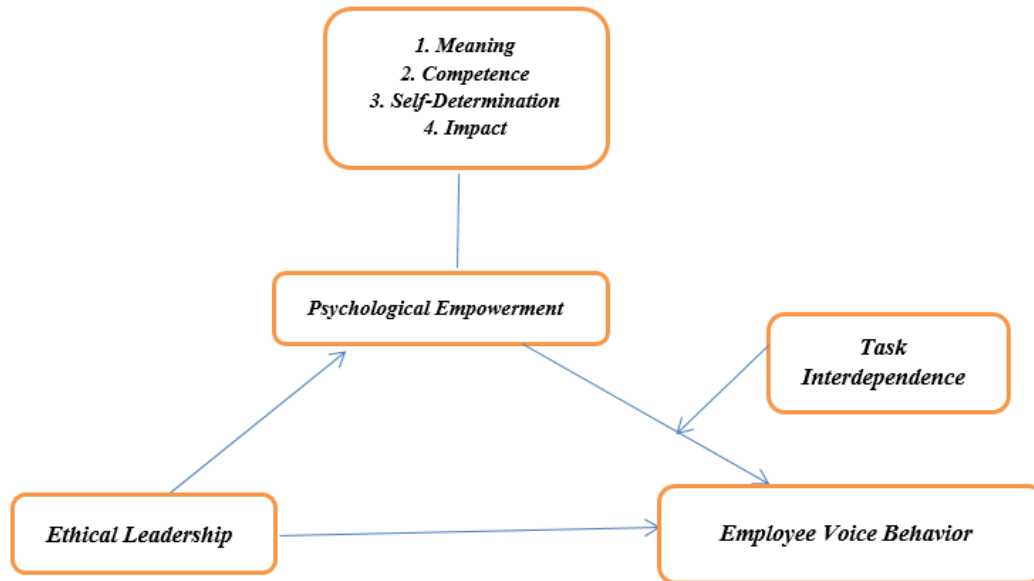 1. Meaning
2. Competence
3. Self-Determination
4. Impact
Psychological Empowerment
Task
Interdependence
Ethical Leadership
Employee Voice Behavior